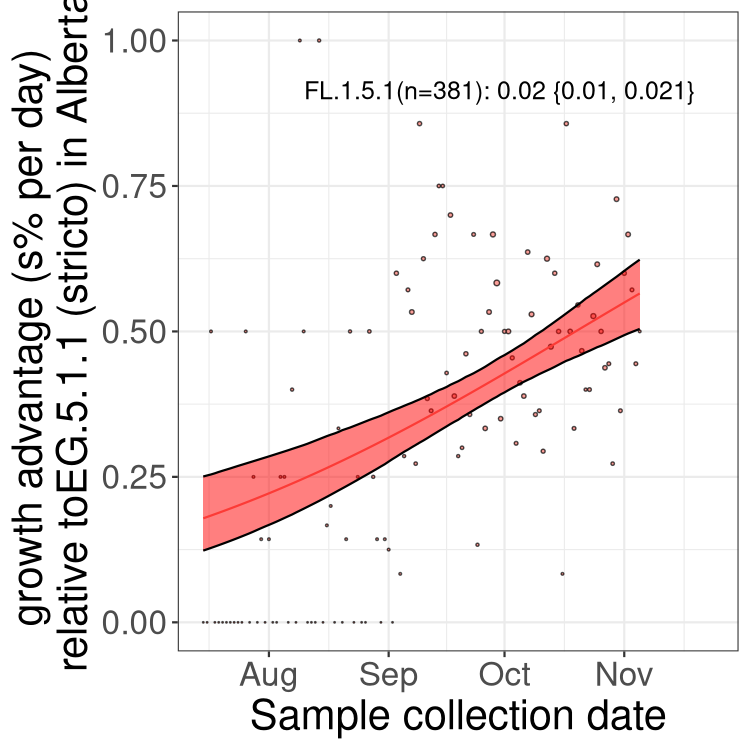 growth advantage (s% per day)
relative toEG.5.1.1 (stricto) in Alberta
1.00
0.75
0.50
0.25
0.00
FL.1.5.1(n=381): 0.02 {0.01, 0.021}
Aug Sep Oct Nov
Sample collection date